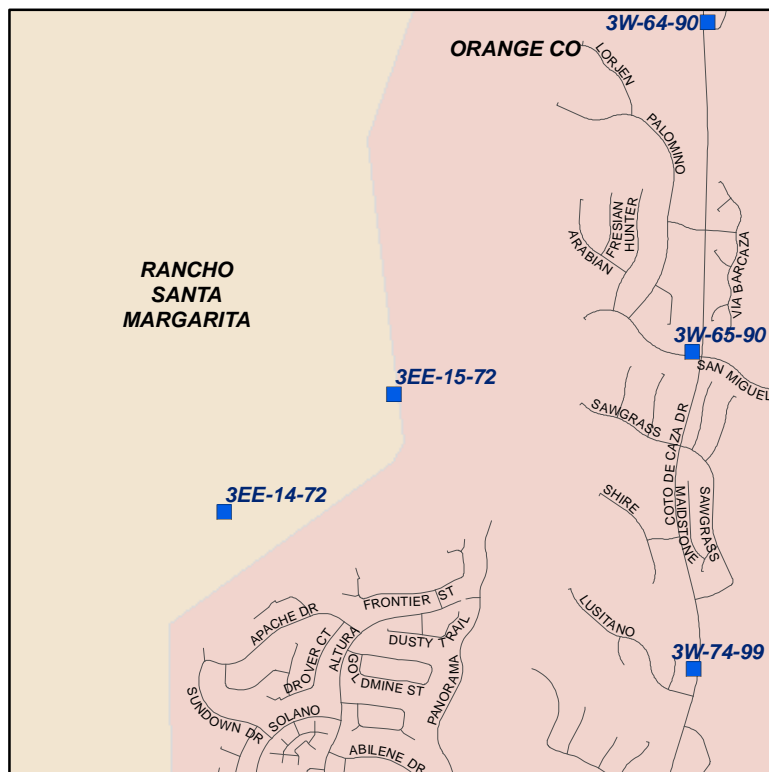 3W-64-90
ORANGE CO
LORJEN
PALOMINO
FRESIAN
HUNTER
ARABIAN
VIA BARCAZA
RANCHO
SANTA
MARGARITA
3W-65-90
SAN MIGUEL
3EE-15-72
SAWGRASS
COTO DE CAZA DR
3EE-14-72
SHIRE
MAIDSTONE
SAWGRASS
FRONTIER ST
LUSITANO
APACHE DR
DROVER CT
ALTURA
DUSTY TRAIL
3W-74-99
GOLDMINE ST
PANORAMA
SUNDOWN DR
SOLANO
ABILENE DR